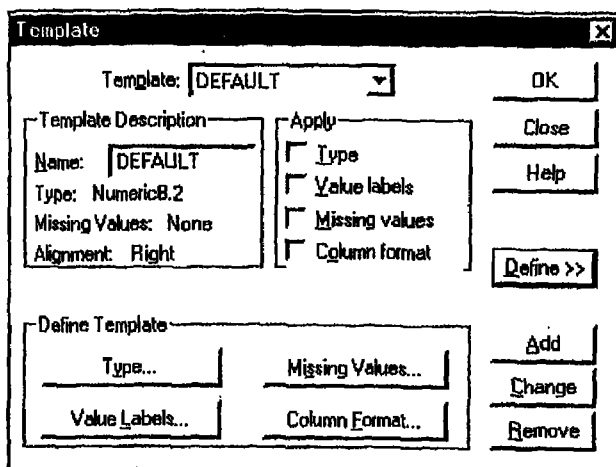 Template
Template: DEFAULT
OK
Template Description
Name: DEFAULT
Type: Numeric8.2
Missing Values: None
Alignment: Right
Apply
Type
Value labels
Missing values
Column format
Close
Help
Define >>
Define Template
Type...
Missing Values...
Value Labels...
Column Format...
Add
Change
Remove